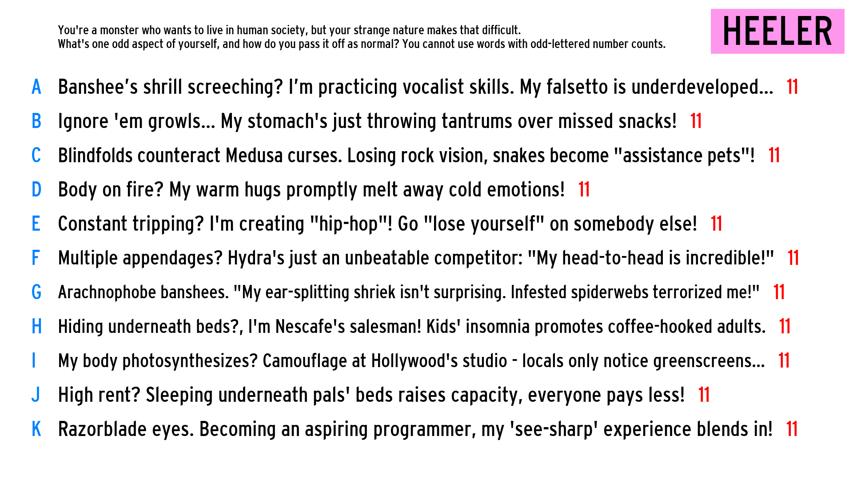 You're a monster who wants to live in human society, but your strange nature makes that difficult.
What's one odd aspect of yourself, and how do you pass it off as normal? You cannot use words with odd-lettered number counts.
HEELER
A Banshee's shrill screeching? I'm practicing vocalist skills. My falsetto is underdeveloped... 11
B Ignore 'em growls... My stomach's just throwing tantrums over missed snacks! 11
C Blindfolds counteract Medusa curses. Losing rock vision, snakes become "assistance pets"! 11
D Body on fire? My warm hugs promptly melt away cold emotions! 11
E Constant tripping? I'm creating "hip-hop"! Go "lose yourself" on somebody else! 11
F Multiple appendages? Hydra's just an unbeatable competitor: "My head-to-head is incredible!" 11
G Arachnophobe banshees. "My ear-splitting shriek isn't surprising. Infested spiderwebs terrorized me!" 11
H Hiding underneath beds?, I'm Nescafe's salesman! Kids' insomnia promotes coffee-hooked adults. 11
I My body photosynthesizes? Camouflage at Hollywood's studio - locals only notice greenscreens... 11
J High rent? Sleeping underneath pals' beds raises capacity, everyone pays less! 11
K Razorblade eyes. Becoming an aspiring programmer, my 'see-sharp' experience blends in! 11